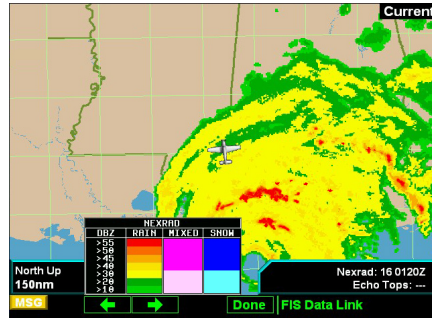 Current
NEXRAD
DBZ RAIN MIXED SNOW
>55
>50
>45
>40
>30
>20
>10
North Up
150nm
Nexrad: 16 0120Z
Echo Tops: ---
MSG
Done
FIS Data Link